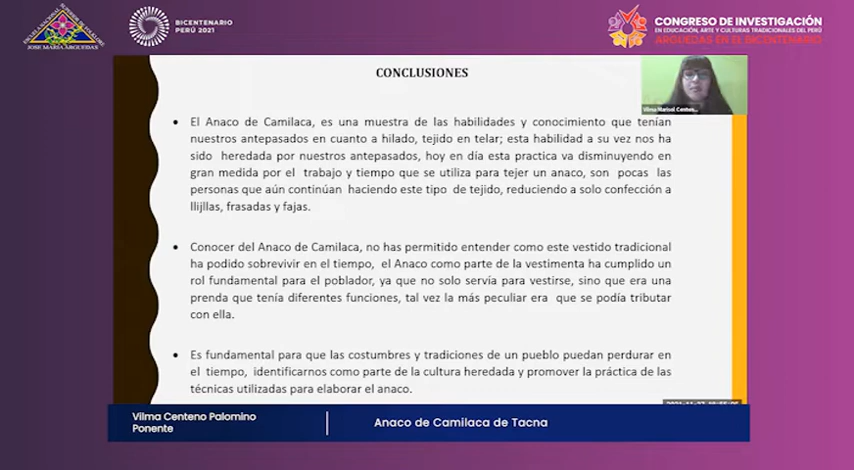 ESCUELA NACIONAL SUPERIOR DE FOLKLORE
JOSÉ MARÍA ARGUEDAS
BICENTENARIO
PERÚ 2021
CONGRESO DE INVESTIGACIÓN
EN EDUCACIÓN, ARTE Y CULTURAS TRADICIONALES DEL PERÚ
ARGUEDAS EN EL BICENTENARIO
CONCLUSIONES
Vilma Marisol Centen...
• El Anaco de Camilaca, es una muestra de las habilidades y conocimiento que tenían
nuestros antepasados en cuanto a hilado, tejido en telar; esta habilidad a su vez nos ha
sido heredada por nuestros antepasados, hoy en día esta practica va disminuyendo en
gran medida por el trabajo y tiempo que se utiliza para tejer un anaco, son pocas las
personas que aún continúan haciendo este tipo de tejido, reduciendo a solo confección a
llijllas, frasadas y fajas.
• Conocer del Anaco de Camilaca, no has permitido entender como este vestido tradicional
ha podido sobrevivir en el tiempo, el Anaco como parte de la vestimenta ha cumplido un
rol fundamental para el poblador, ya que no solo servía para vestirse, sino que era una
prenda que tenía diferentes funciones, tal vez la más peculiar era que se podía tributar
con ella.
• Es fundamental para que las costumbres y tradiciones de un pueblo puedan perdurar en
el tiempo, identificarnos como parte de la cultura heredada y promover la práctica de las
técnicas utilizadas para elaborar el anaco.
Vilma Centeno Palomino
Ponente
Anaco de Camilaca de Tacna